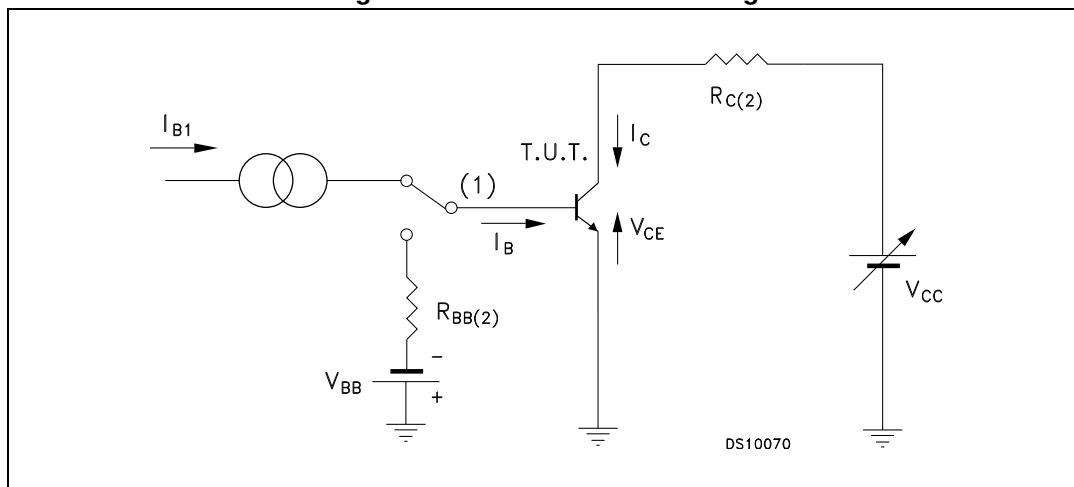 I_B1
R_C(2)
I_C
T.U.T.
(1)
I_B
V_CE
V_CC
R_BB(2)
–
V_BB
+
DS10070